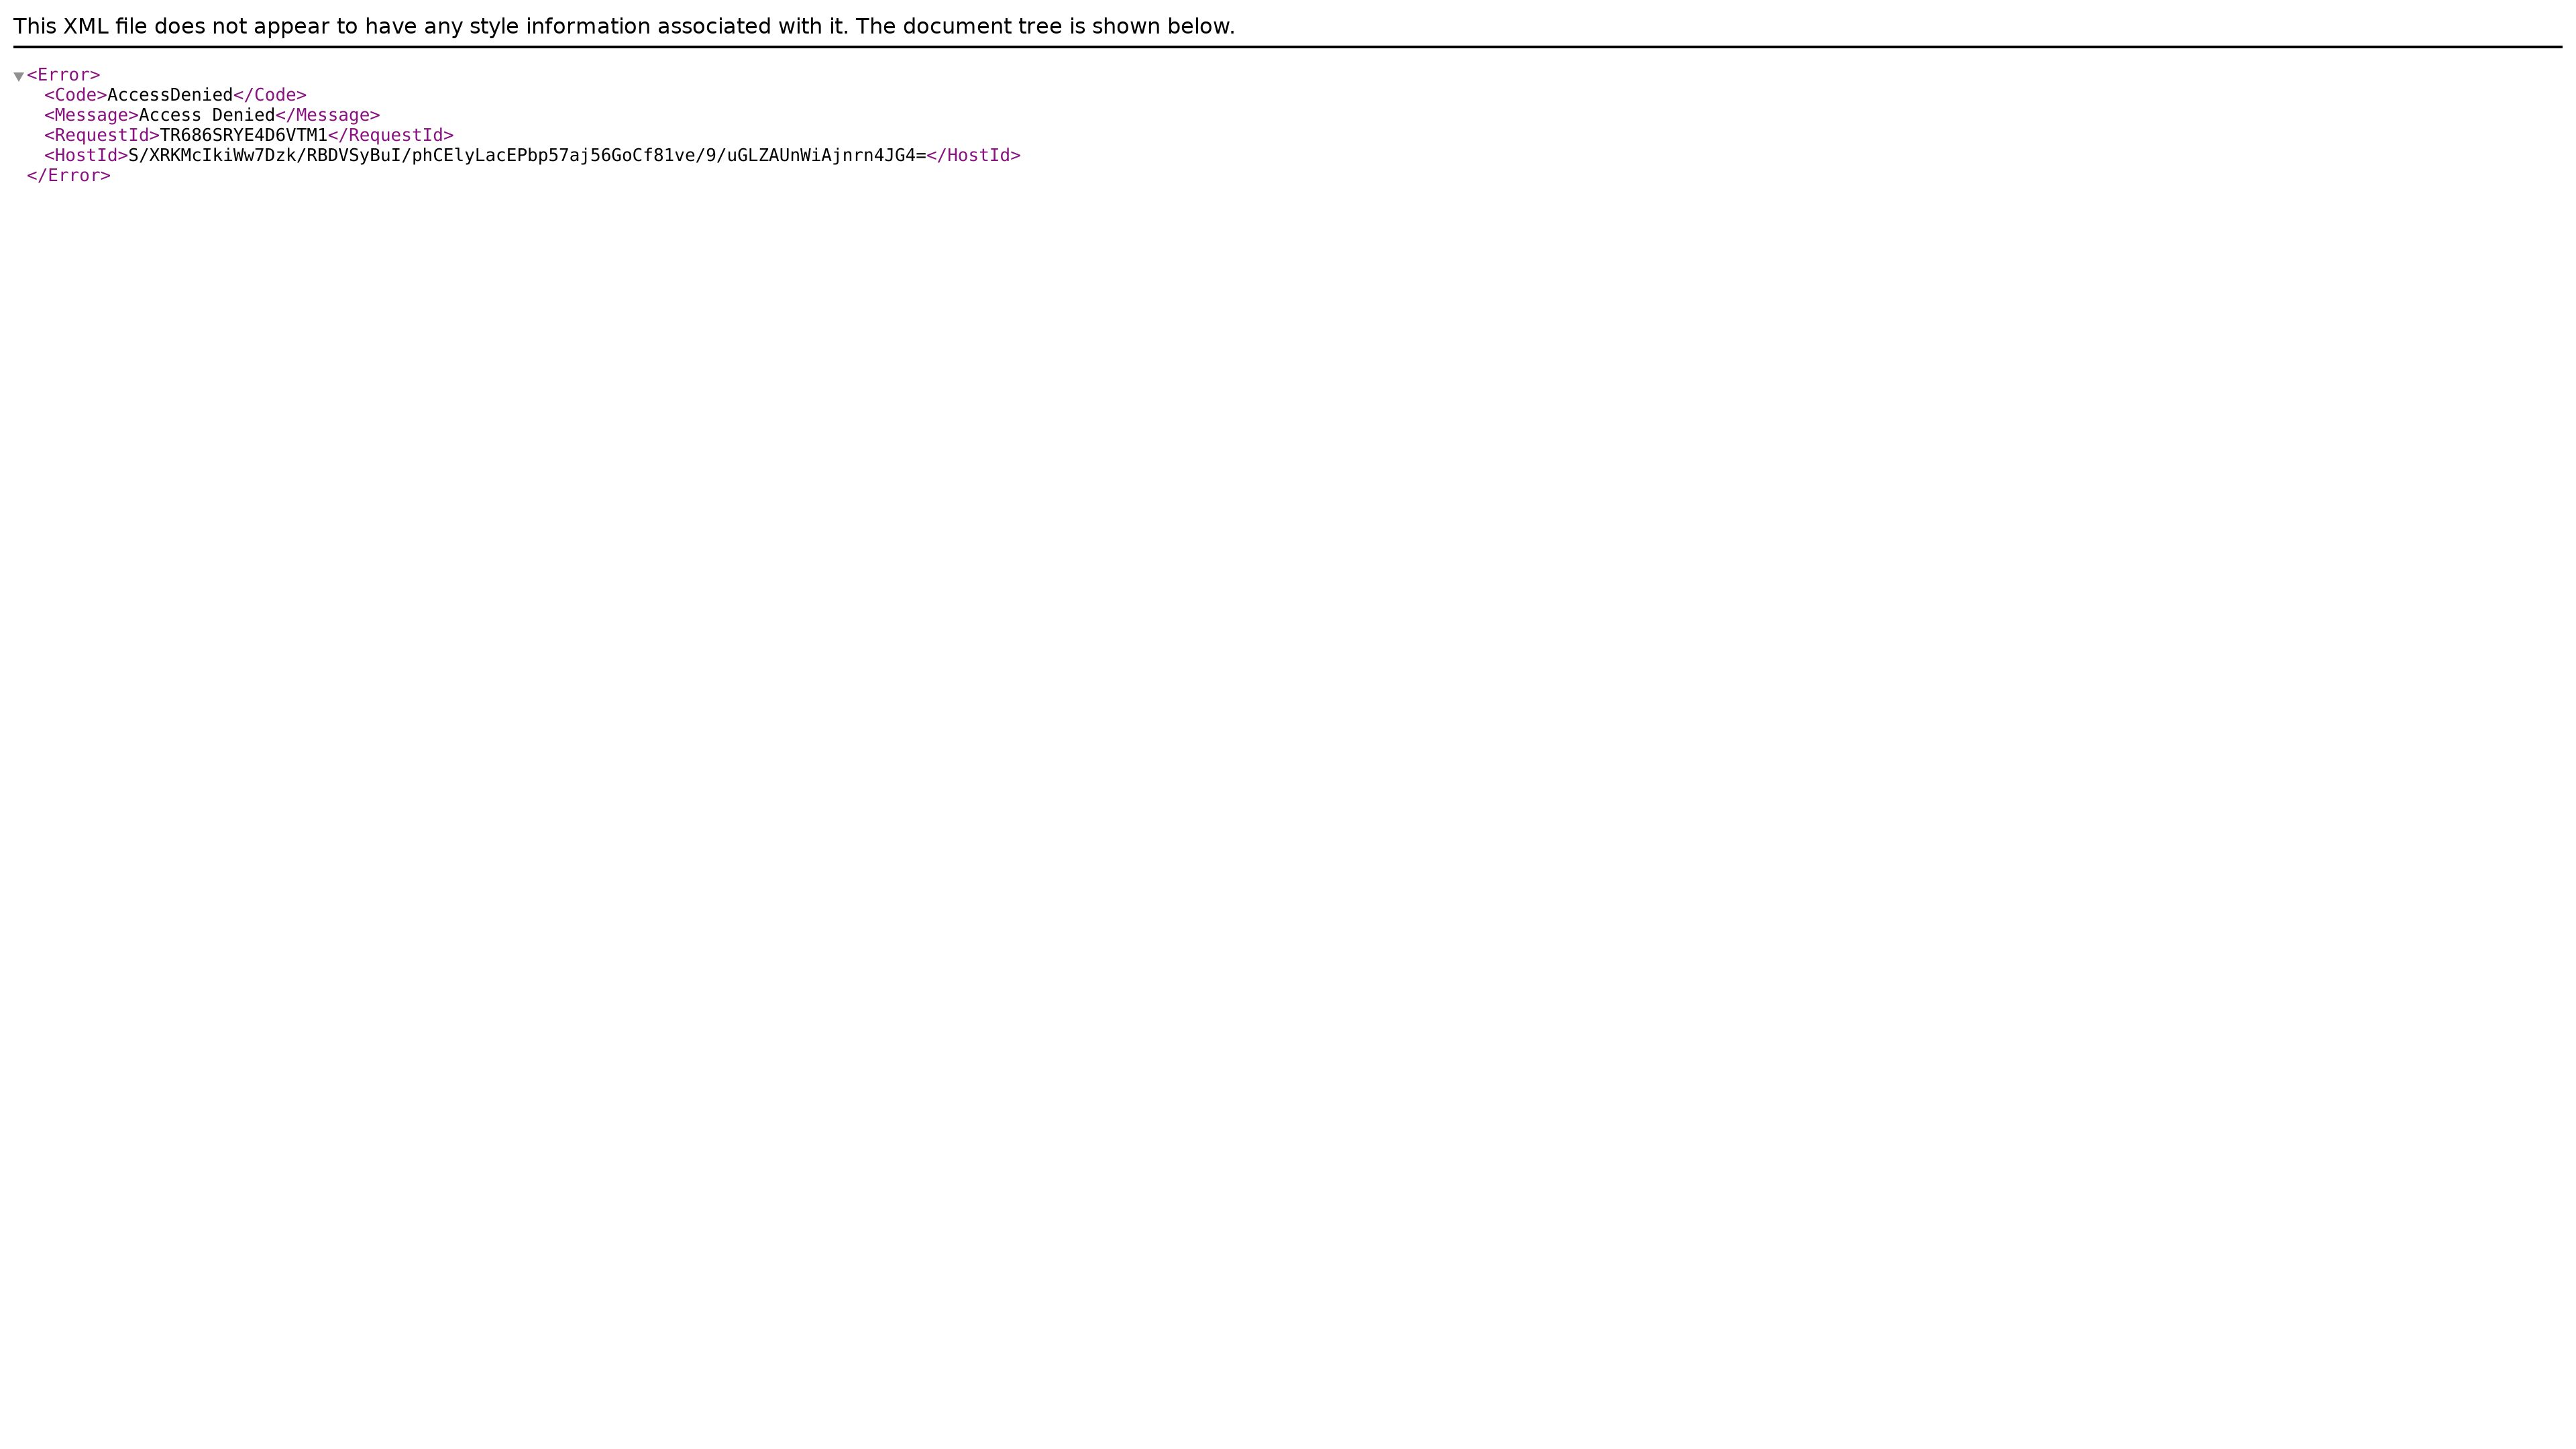 This XML file does not appear to have any style information associated with it. The document tree is shown below.
▼<Error>
<Code>AccessDenied</Code>
<Message>Access Denied</Message>
<RequestId>TR686SRYE4D6VTM1</RequestId>
<HostId>S/XRKMcIkiWw7Dzk/RBDVSyBuI/phCElyLacEPbp57aj56GoCf81ve/9/uGLZAUnWiAjnrn4JG4=</HostId>
</Error>